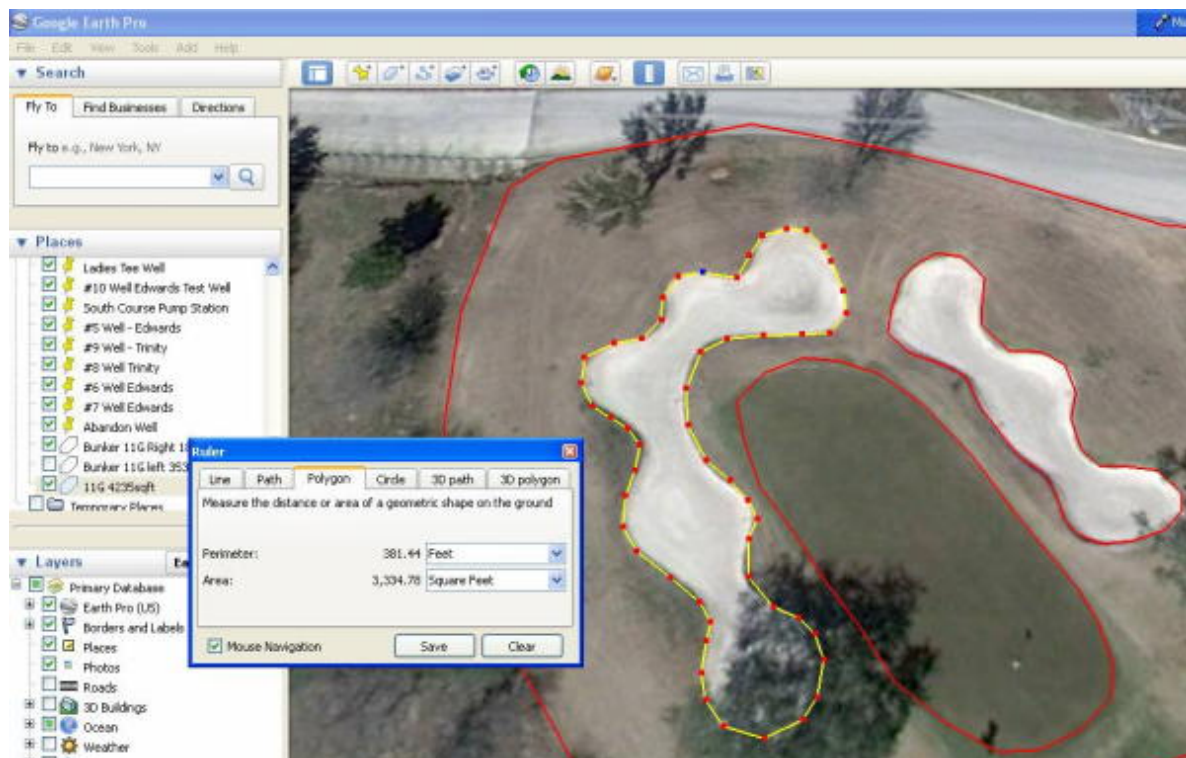 Google Earth Pro
File Edit View Tools Add Help
Search
Fly To Find Businesses Directions
Fly to e.g., New York, NY
Places
Ladies Tee Well
#10 Well Edwards Test Well
South Course Pump Station
#5 Well - Edwards
#9 Well - Trinity
#8 Well Trinity
#6 Well Edwards
#7 Well Edwards
Abandon Well
Bunker 11G Right
Bunker 11G left 353
11G 4235sqft
Temporary Places
Ruler
Line Path Polygon Circle 3D path 3D polygon
Measure the distance or area of a geometric shape on the ground
Perimeter: 381.44 Feet
Area: 3,334.78 Square Feet
Mouse Navigation Save Clear
Layers
Primary Database
Earth Pro (US)
Borders and Labels
Places
Photos
Roads
3D Buildings
Ocean
Weather